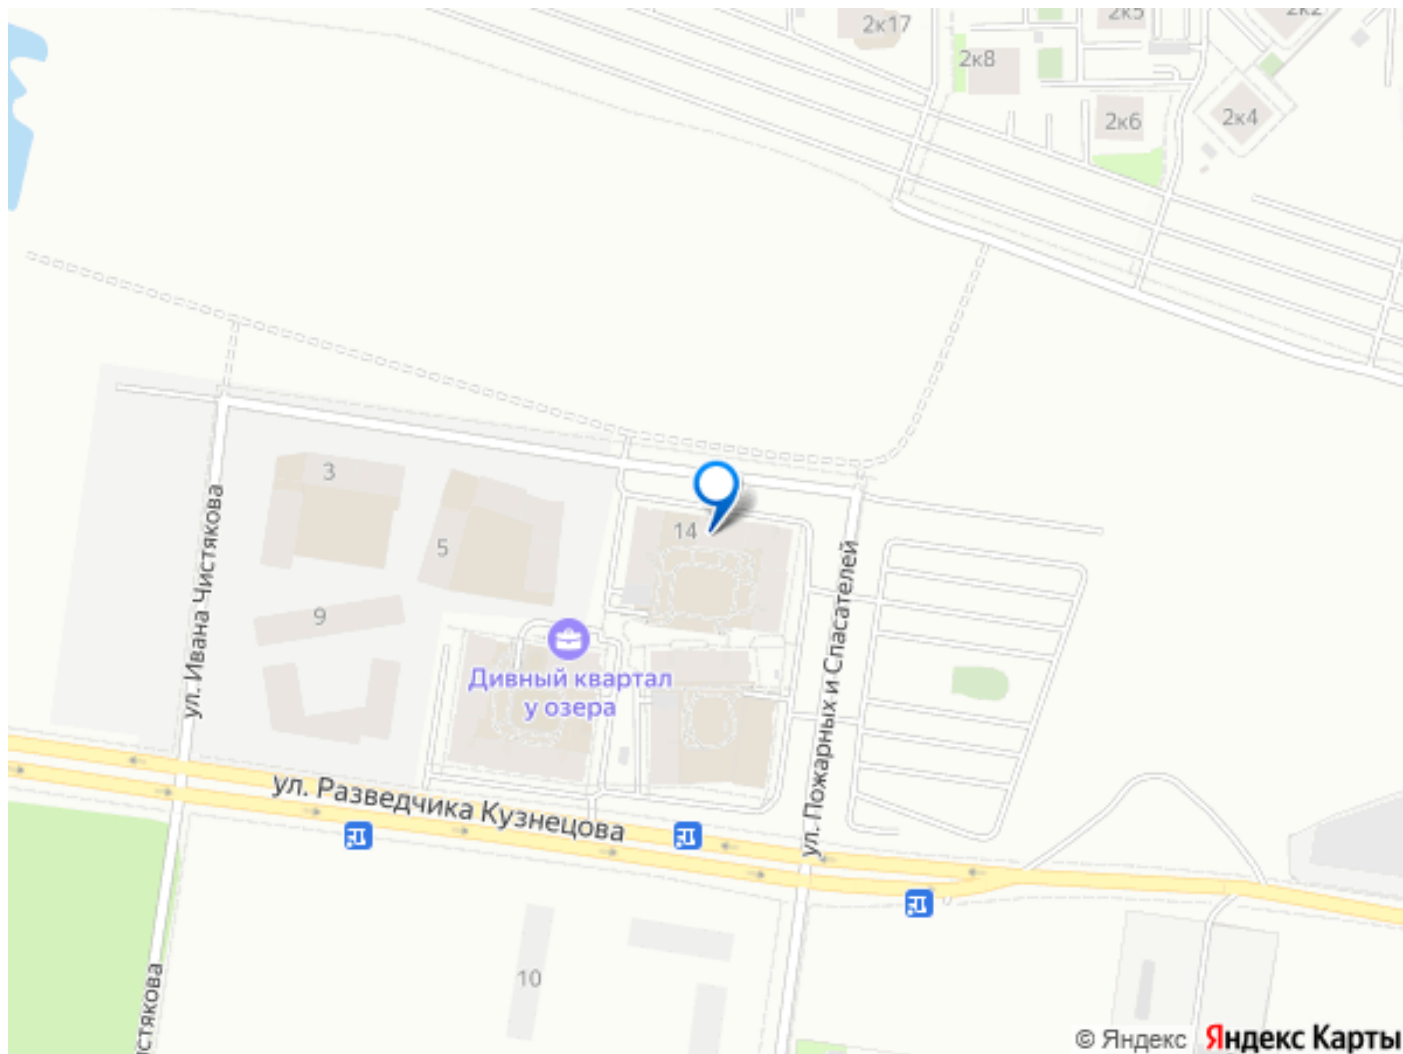 2к17
2к5
2к2
2к8
2к6
2к4
3
14
5
ул. Ивана Чистякова
9
ул. Пожарных и Спасателей
Дивный квартал
у озера
ул. Разведчика Кузнецова
10
© Яндекс Яндекс Карты